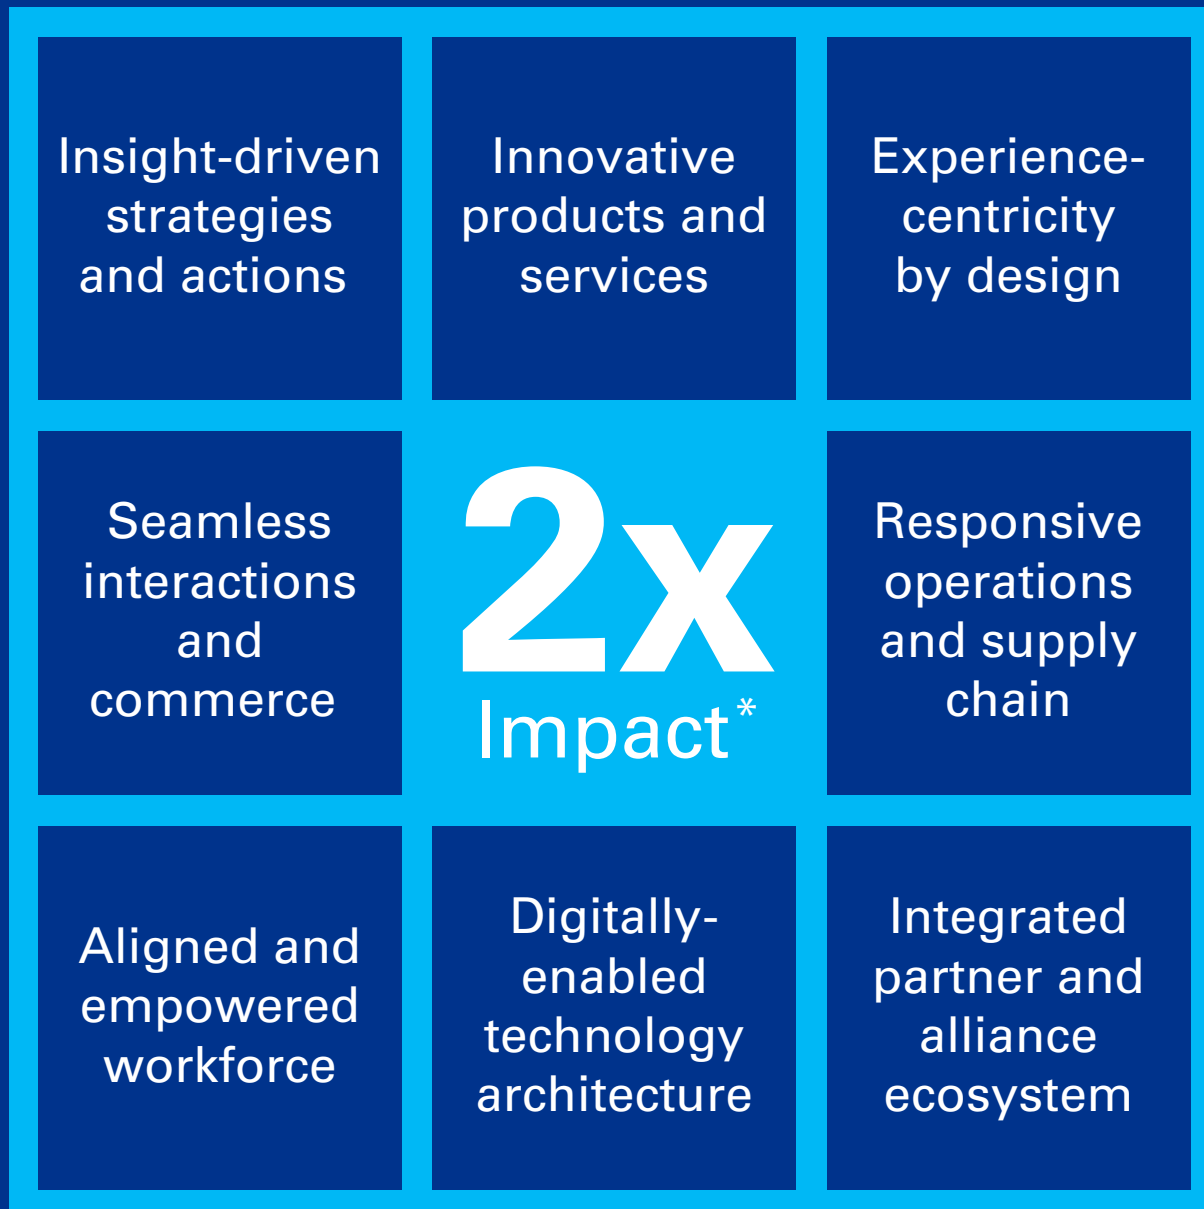 Insight-driven
strategies
and actions
Innovative
products and
services
Experience-
centricity
by design
Seamless
interactions
and
commerce
2x
Impact*
Responsive
operations
and supply
chain
Aligned and
empowered
workforce
Digitally-
enabled
technology
architecture
Integrated
partner and
alliance
ecosystem